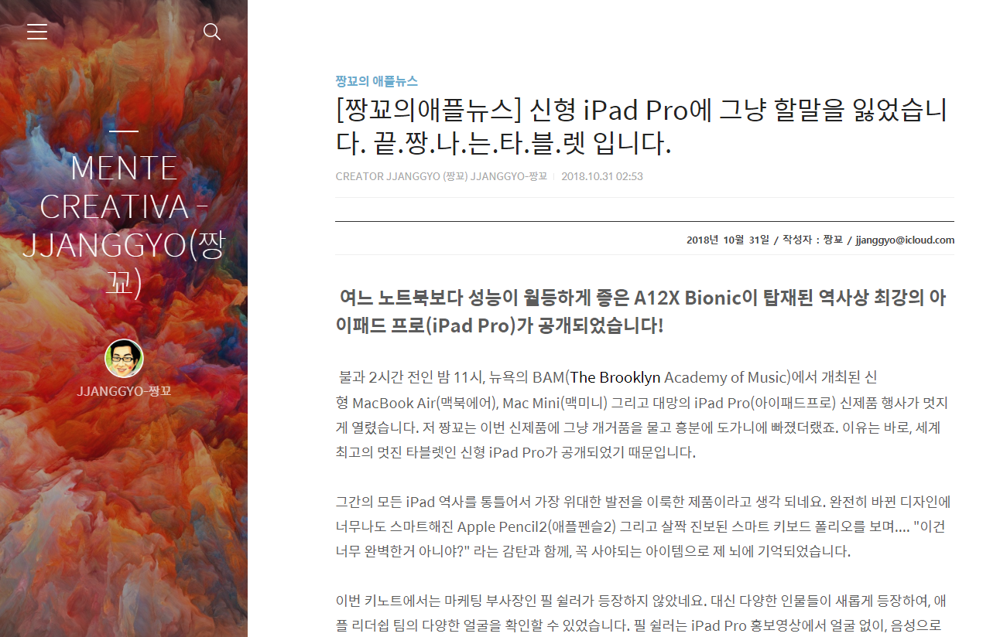 MENTE
CREATIVA -
JJANGGYO(짱
꾜)
JJANGGYO-짱꾜
짱꾜의 애플뉴스
[짱꾜의애플뉴스] 신형 iPad Pro에 그냥 할말을 잃었습니
다. 끝.짱.나.는.타.블.렛 입니다.
CREATOR JJANGGYO (짱꾜) JJANGGYO-짱꾜 2018.10.31 02:53
2018년 10월 31일 / 작성자 : 짱꾜 / jjanggyo@icloud.com
여느 노트북보다 성능이 월등하게 좋은 A12X Bionic이 탑재된 역사상 최강의 아
이패드 프로(iPad Pro)가 공개되었습니다!
불과 2시간 전인 밤 11시, 뉴욕의 BAM(The Brooklyn Academy of Music)에서 개최된 신
형 MacBook Air(맥북에어), Mac Mini(맥미니) 그리고 대망의 iPad Pro(아이패드프로) 신제품 행사가 멋지
게 열렸습니다. 저 짱꾜는 이번 신제품에 그냥 개거품을 물고 흥분에 도가니에 빠졌더랬죠. 이유는 바로, 세계
최고의 멋진 타블렛인 신형 iPad Pro가 공개되었기 때문입니다.
그간의 모든 iPad 역사를 통틀어서 가장 위대한 발전을 이룩한 제품이라고 생각 되네요. 완전히 바뀐 디자인에
너무나도 스마트해진 Apple Pencil2(애플펜슬2) 그리고 살짝 진보된 스마트 키보드 폴리오를 보며.... "이건
너무 완벽한거 아니야?" 라는 감탄과 함께, 꼭 사야되는 아이템으로 제 뇌에 기억되었습니다.
이번 키노트에서는 마케팅 부사장인 필 쉴러가 등장하지 않았네요. 대신 다양한 인물들이 새롭게 등장하여, 애
플 리더쉽 팀의 다양한 얼굴을 확인할 수 있었습니다. 필 쉴러는 iPad Pro 홍보영상에서 얼굴 없이, 음성으로